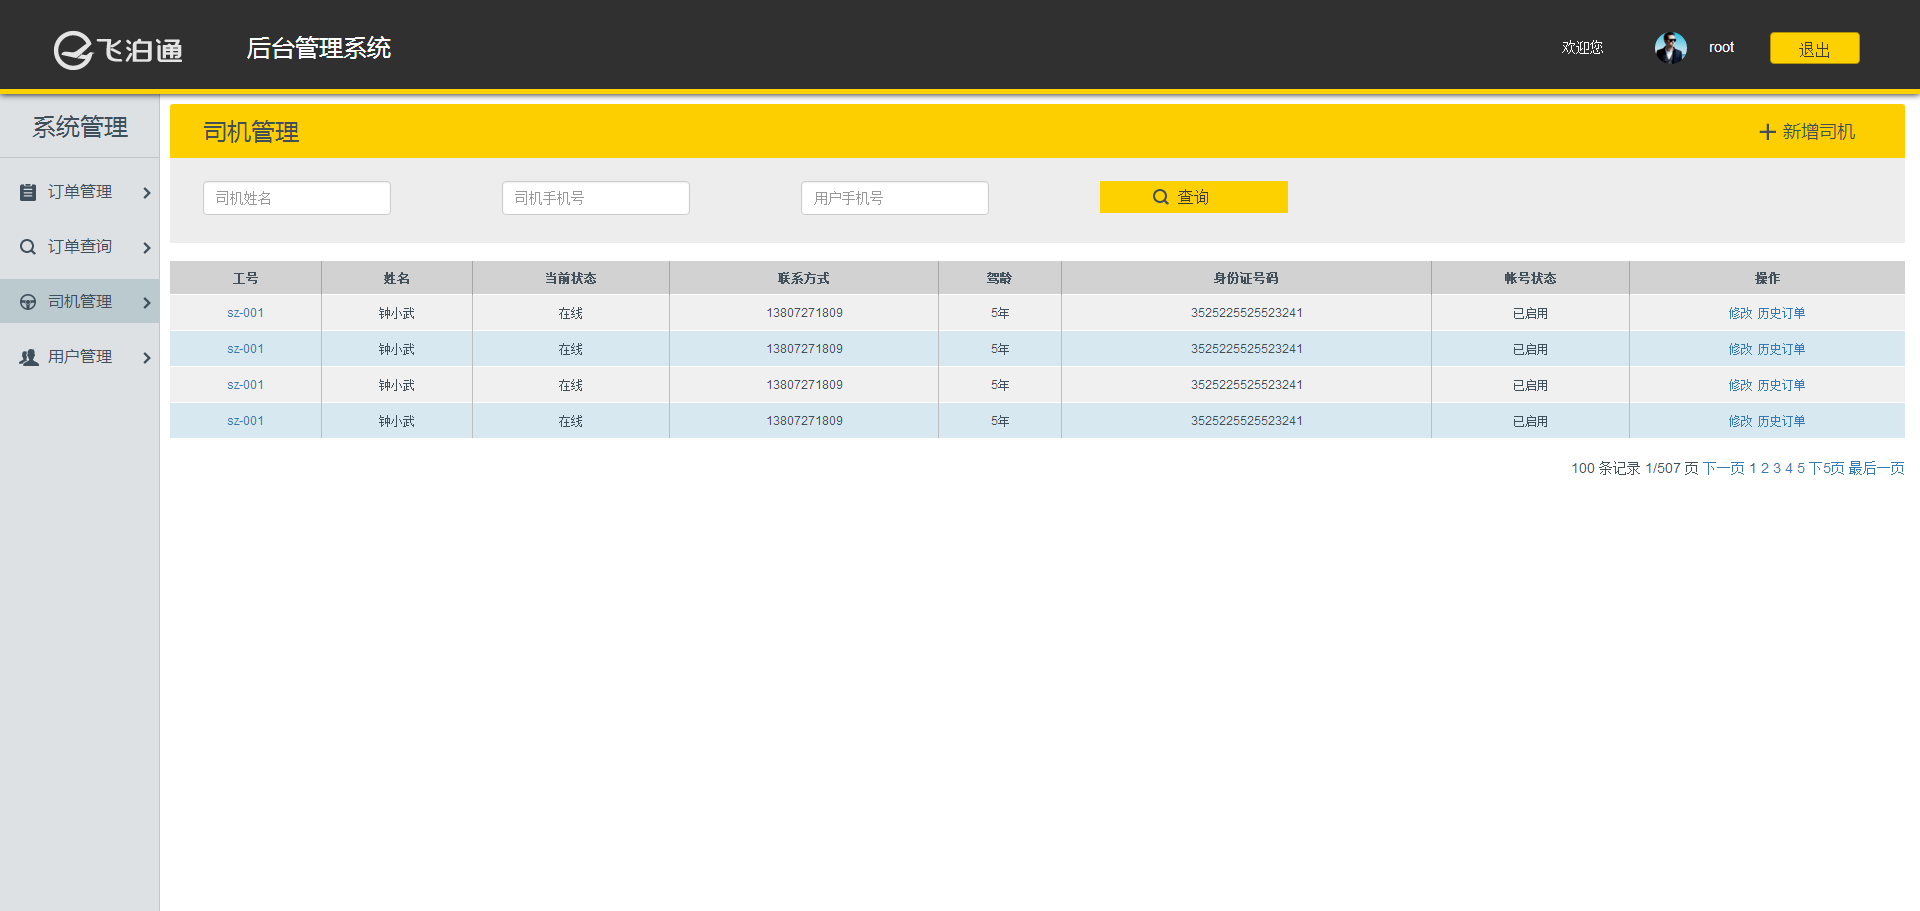 飞泊通 后台管理系统 欢迎您 root 退出
系统管理
订单管理
订单查询
司机管理
用户管理
司机管理 新增司机
司机姓名 司机手机号 用户手机号 查询
工号 姓名 当前状态 联系方式 驾龄 身份证号码 帐号状态 操作
sz-001 钟小武 在线 13807271809 5年 3525225525523241 已启用 修改 历史订单
sz-001 钟小武 在线 13807271809 5年 3525225525523241 已启用 修改 历史订单
sz-001 钟小武 在线 13807271809 5年 3525225525523241 已启用 修改 历史订单
sz-001 钟小武 在线 13807271809 5年 3525225525523241 已启用 修改 历史订单
100 条记录 1/507 页 下一页 1 2 3 4 5 下5页 最后一页